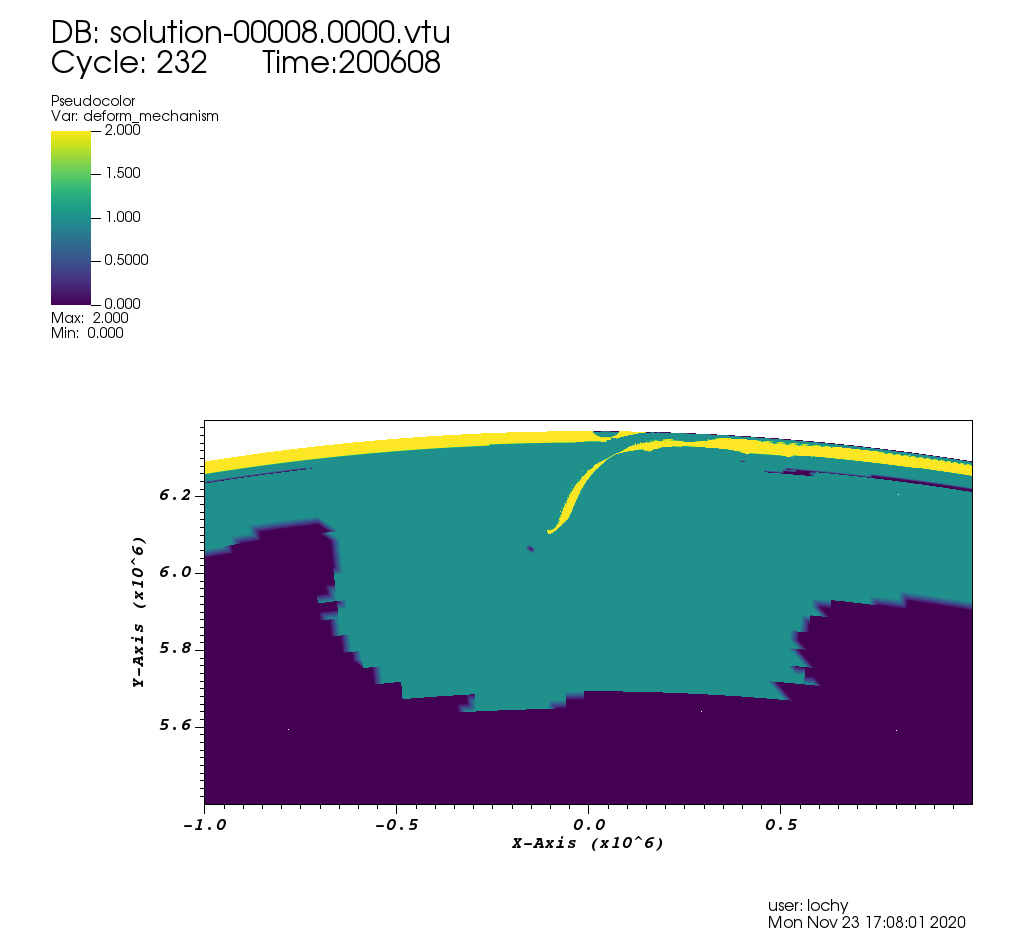 DB: solution-00008.0000.vtu
Cycle: 232 Time:200608
Pseudocolor
Var: deform_mechanism
2.000
1.500
1.000
0.5000
0.000
Max: 2.000
Min: 0.000
6.2
6.0
5.8
5.6
Y-Axis (x10^6)
-1.0
-0.5
0.0
0.5
X-Axis (x10^6)
user: lochy
Mon Nov 23 17:08:01 2020